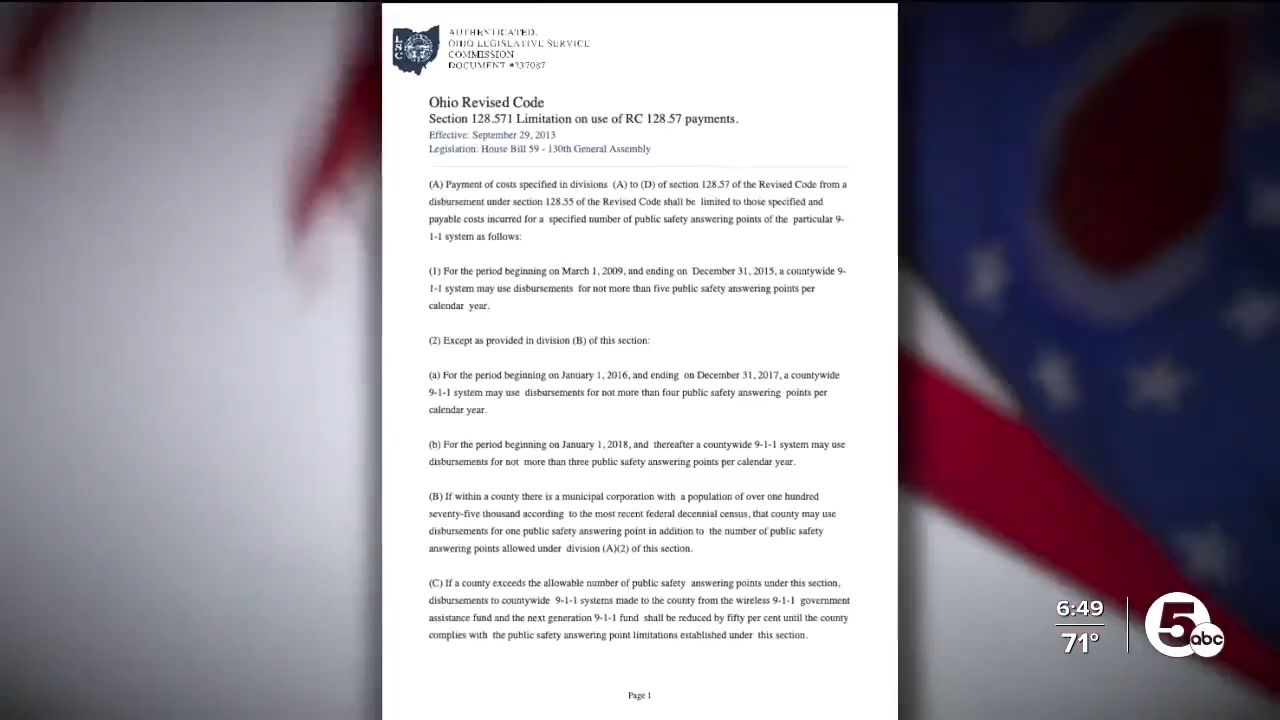 LSC
AUTHENTICATED,
OHIO LEGISLATIVE SERVICE
COMMISSION
DOCUMENT #237087
Ohio Revised Code
Section 128.571 Limitation on use of RC 128.57 payments.
Effective: September 29, 2013
Legislation: House Bill 59 - 130th General Assembly
(A) Payment of costs specified in divisions (A) to (D) of section 128.57 of the Revised Code from a
disbursement under section 128.55 of the Revised Code shall be limited to those specified and
payable costs incurred for a specified number of public safety answering points of the particular 9-
1-1 system as follows:
(1) For the period beginning on March 1, 2009, and ending on December 31, 2015, a countywide 9-
1-1 system may use disbursements for not more than five public safety answering points per
calendar year.
(2) Except as provided in division (B) of this section:
(a) For the period beginning on January 1, 2016, and ending on December 31, 2017, a countywide
9-1-1 system may use disbursements for not more than four public safety answering points per
calendar year.
(b) For the period beginning on January 1, 2018, and thereafter a countywide 9-1-1 system may use
disbursements for not more than three public safety answering points per calendar year.
(B) If within a county there is a municipal corporation with a population of over one hundred
seventy-five thousand according to the most recent federal decennial census, that county may use
disbursements for one public safety answering point in addition to the number of public safety
answering points allowed under division (A)(2) of this section.
(C) If a county exceeds the allowable number of public safety answering points under this section,
disbursements to countywide 9-1-1 systems made to the county from the wireless 9-1-1 government
assistance fund and the next generation 9-1-1 fund shall be reduced by fifty per cent until the county
complies with the public safety answering point limitations established under this section.
Page 1
6:49
71°
5 abc